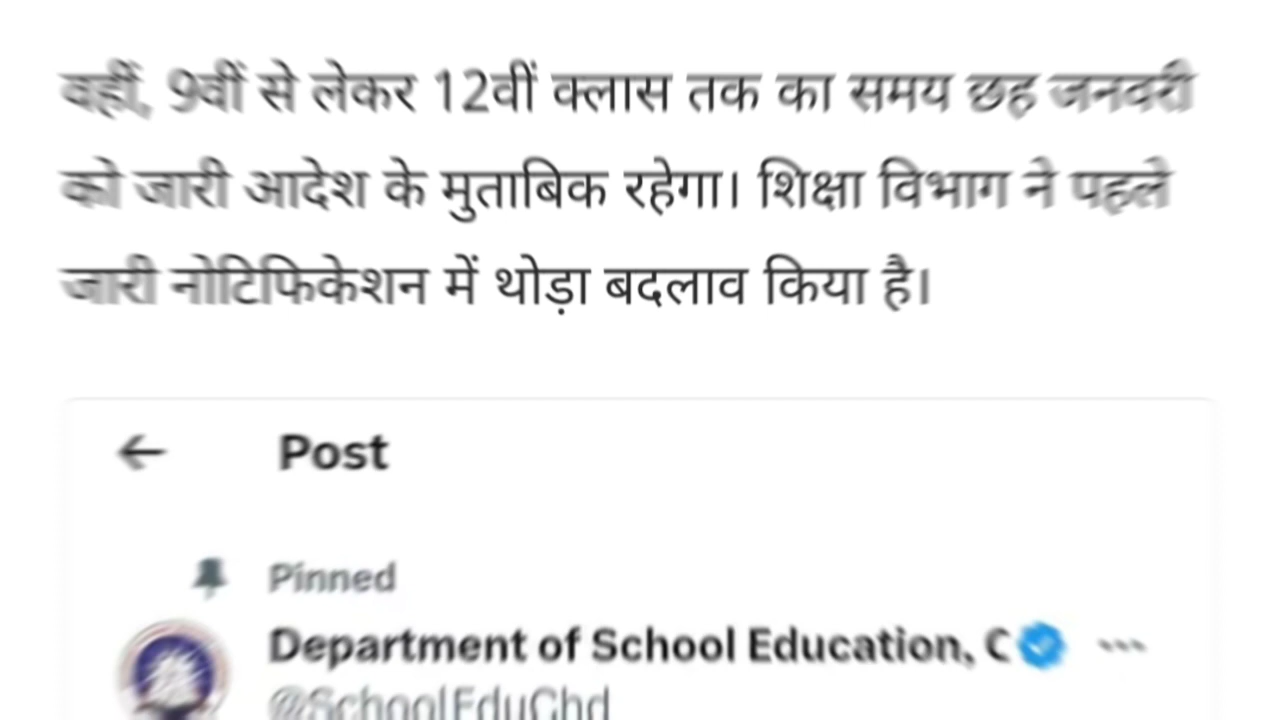 वहीं, 9वीं से लेकर 12वीं क्लास तक का समय छह जनवरी
को जारी आदेश के मुताबिक रहेगा। शिक्षा विभाग ने पहले
जारी नोटिफिकेशन में थोड़ा बदलाव किया है।
Post
Pinned
Department of School Education, C
@SchoolEduChd